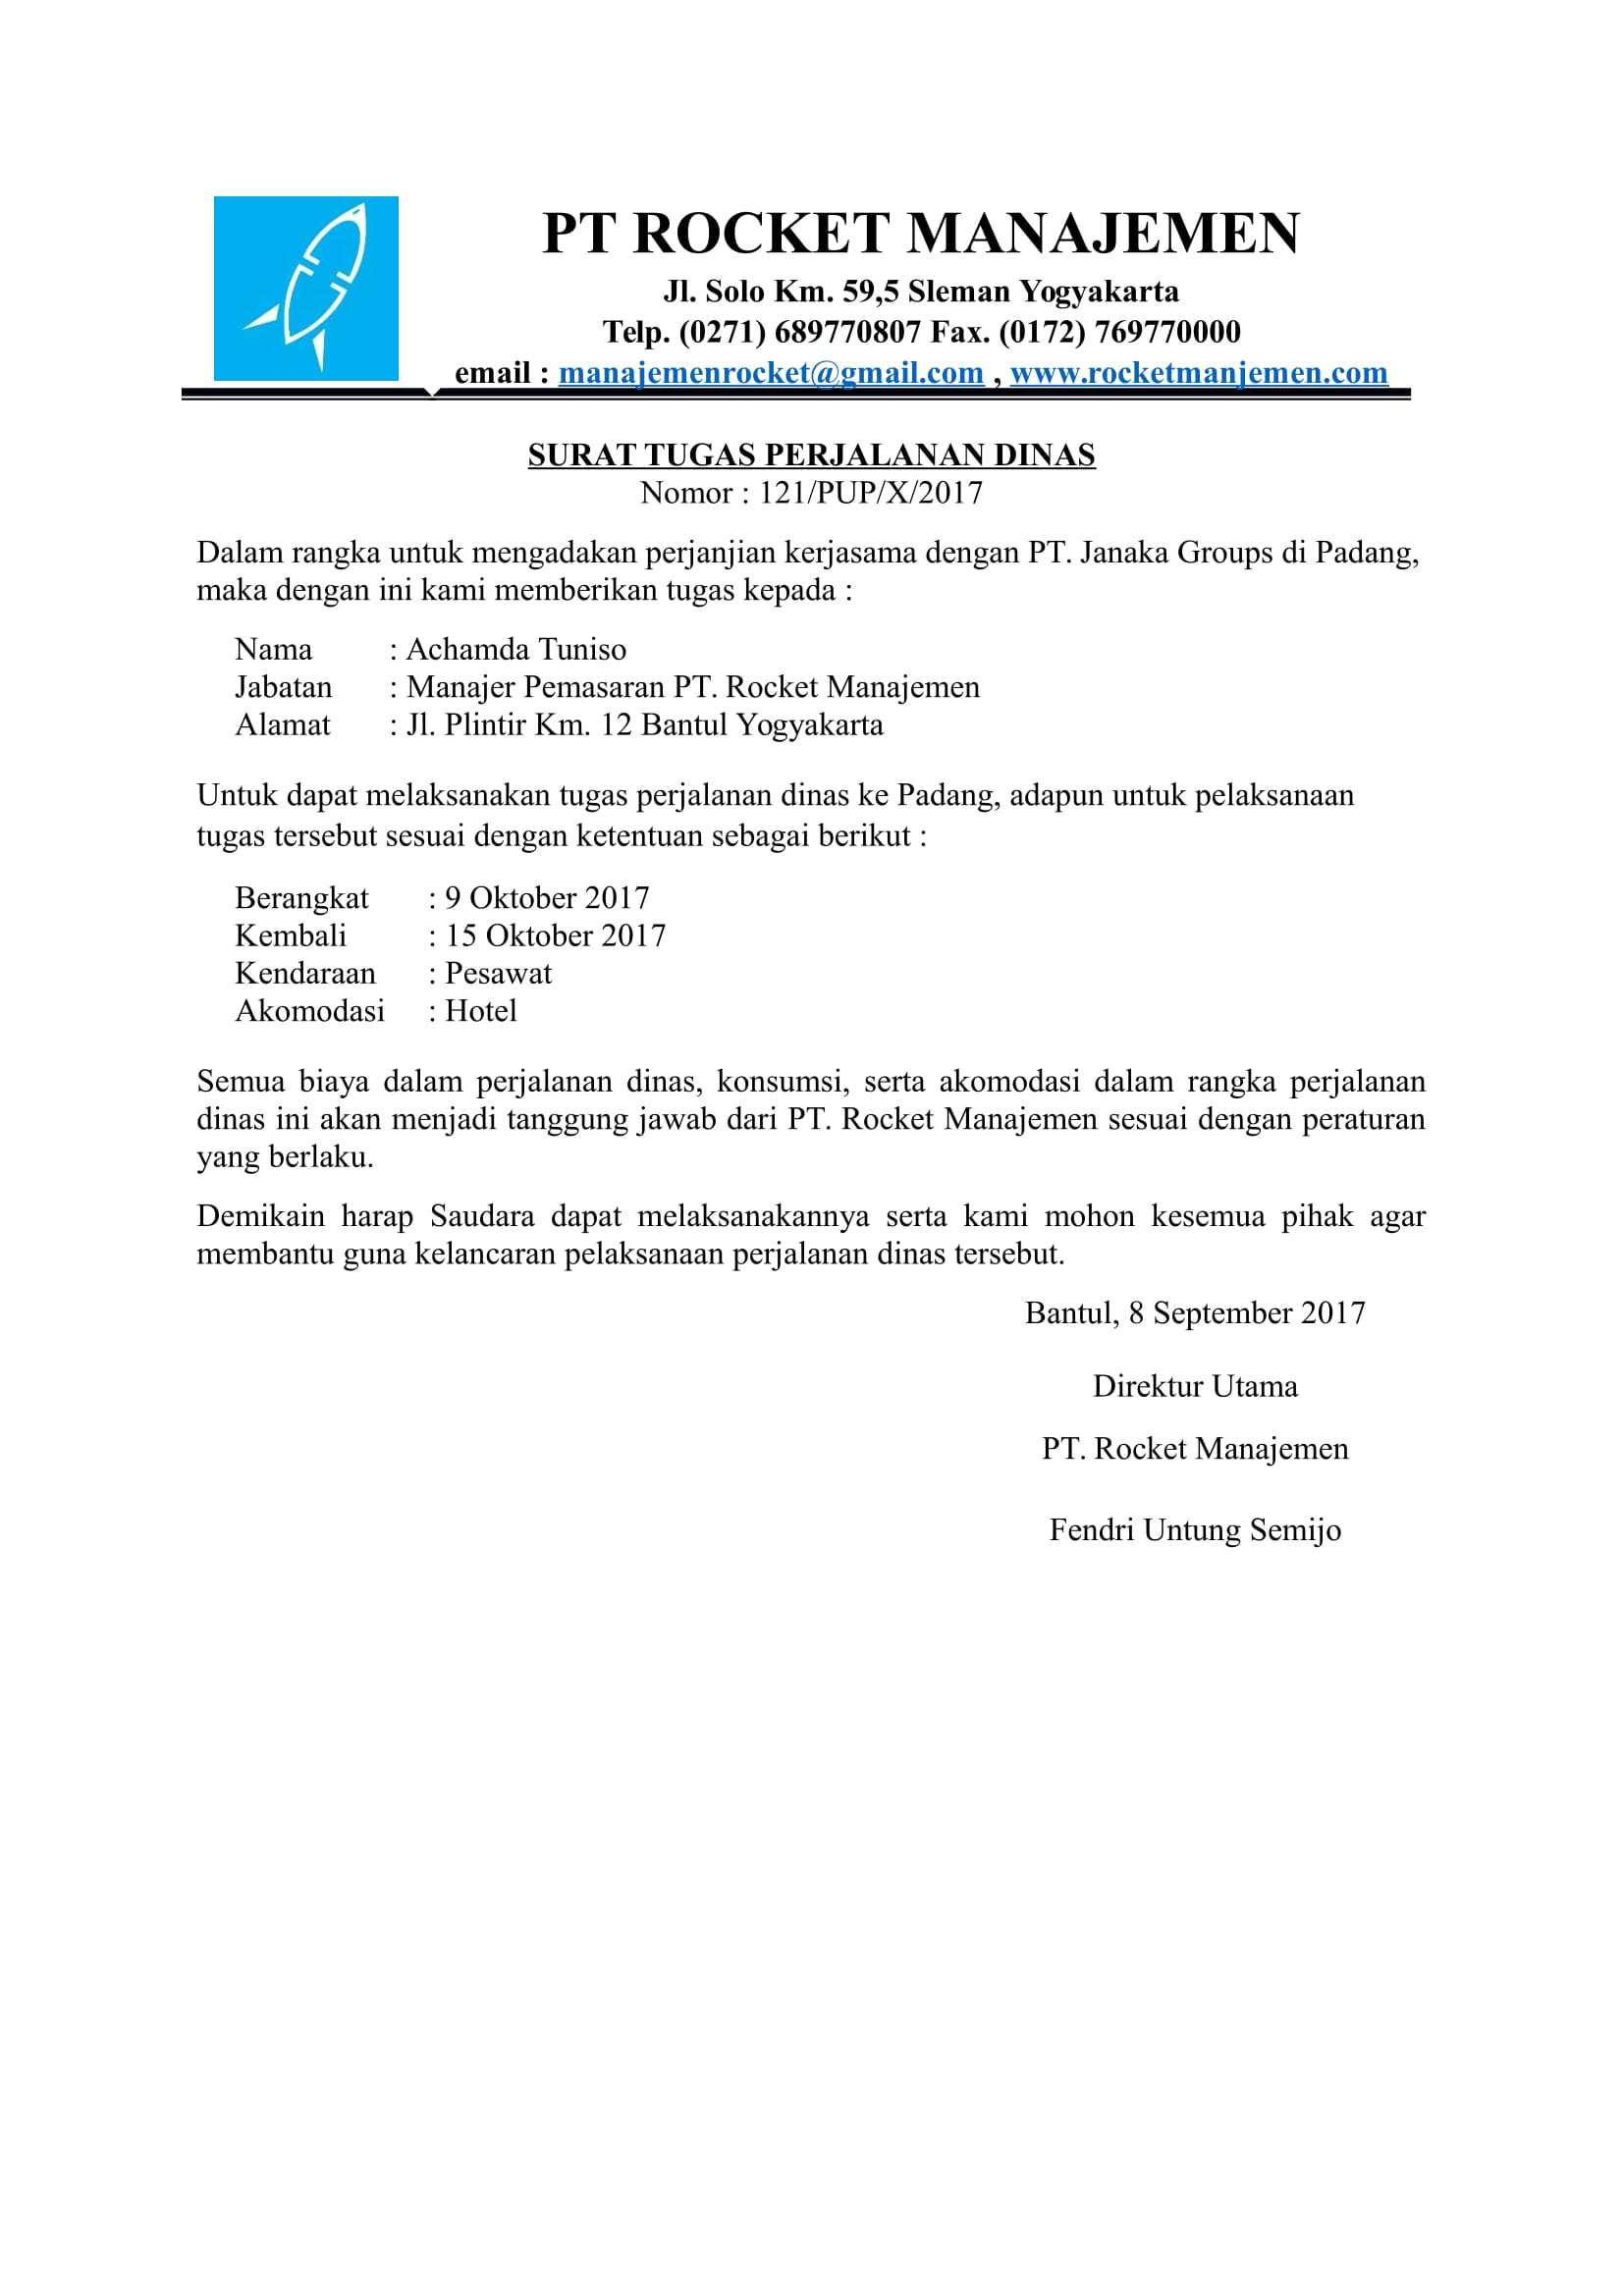 PT ROCKET MANAJEMEN
Jl. Solo Km. 59,5 Sleman Yogyakarta
Telp. (0271) 689770807 Fax. (0172) 769770000
email : manajemenrocket@gmail.com , www.rocketmanjemen.com
SURAT TUGAS PERJALANAN DINAS
Nomor : 121/PUP/X/2017
Dalam rangka untuk mengadakan perjanjian kerjasama dengan PT. Janaka Groups di Padang,
maka dengan ini kami memberikan tugas kepada :
Nama : Achamda Tuniso
Jabatan : Manajer Pemasaran PT. Rocket Manajemen
Alamat : Jl. Plintir Km. 12 Bantul Yogyakarta
Untuk dapat melaksanakan tugas perjalanan dinas ke Padang, adapun untuk pelaksanaan
tugas tersebut sesuai dengan ketentuan sebagai berikut :
Berangkat : 9 Oktober 2017
Kembali : 15 Oktober 2017
Kendaraan : Pesawat
Akomodasi : Hotel
Semua biaya dalam perjalanan dinas, konsumsi, serta akomodasi dalam rangka perjalanan
dinas ini akan menjadi tanggung jawab dari PT. Rocket Manajemen sesuai dengan peraturan
yang berlaku.
Demikain harap Saudara dapat melaksanakannya serta kami mohon kesemua pihak agar
membantu guna kelancaran pelaksanaan perjalanan dinas tersebut.
Bantul, 8 September 2017
Direktur Utama
PT. Rocket Manajemen
Fendri Untung Semijo